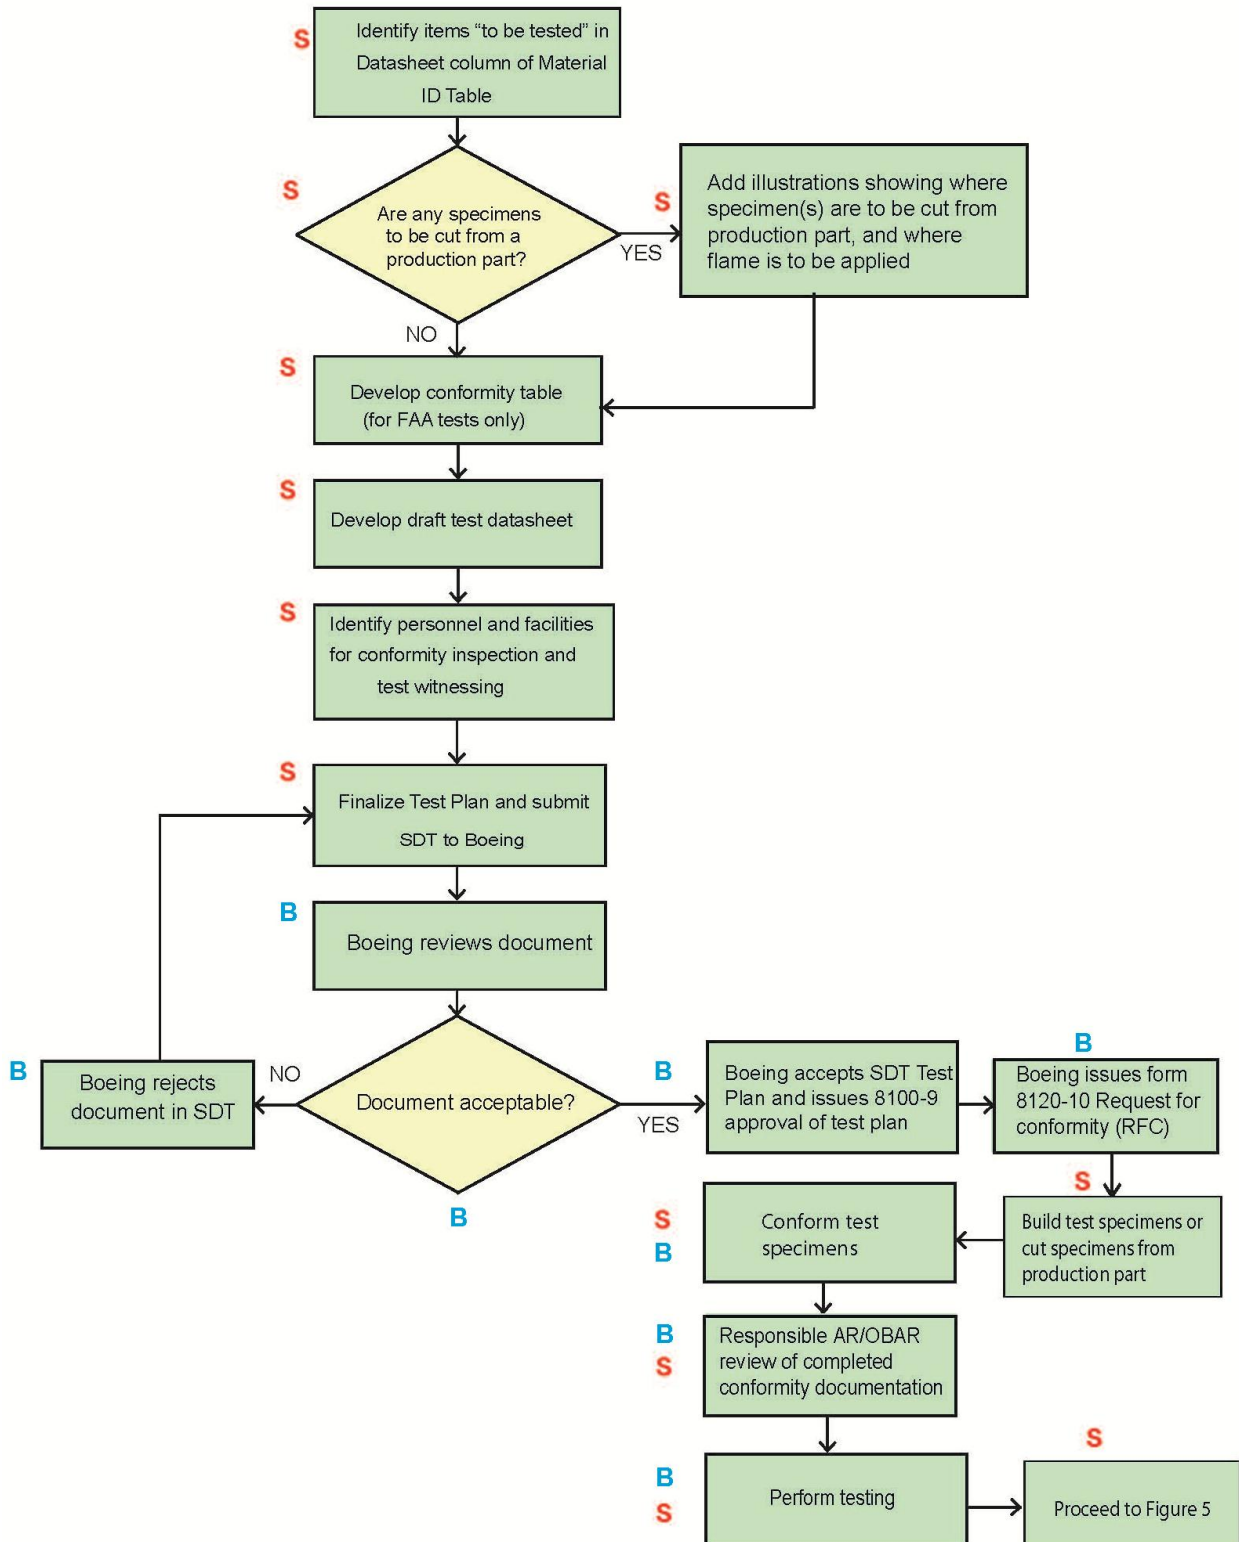 S
Identify items “to be tested” in
Datasheet column of Material
ID Table
S
Are any specimens
to be cut from a
production part?
YES
S
Add illustrations showing where
specimen(s) are to be cut from
production part, and where
flame is to be applied
NO
S
Develop conformity table
(for FAA tests only)
S
Develop draft test datasheet
S
Identify personnel and facilities
for conformity inspection and
test witnessing
S
Finalize Test Plan and submit
SDT to Boeing
B
Boeing reviews document
Document acceptable?
B
NO
B
Boeing rejects
document in SDT
YES
B
Boeing accepts SDT Test
Plan and issues 8100-9
approval of test plan
B
Boeing issues form
8120-10 Request for
conformity (RFC)
S
Build test specimens or
cut specimens from
production part
S
B
Conform test
specimens
B
S
Responsible AR/OBAR
review of completed
conformity documentation
B
S
Perform testing
S
Proceed to Figure 5